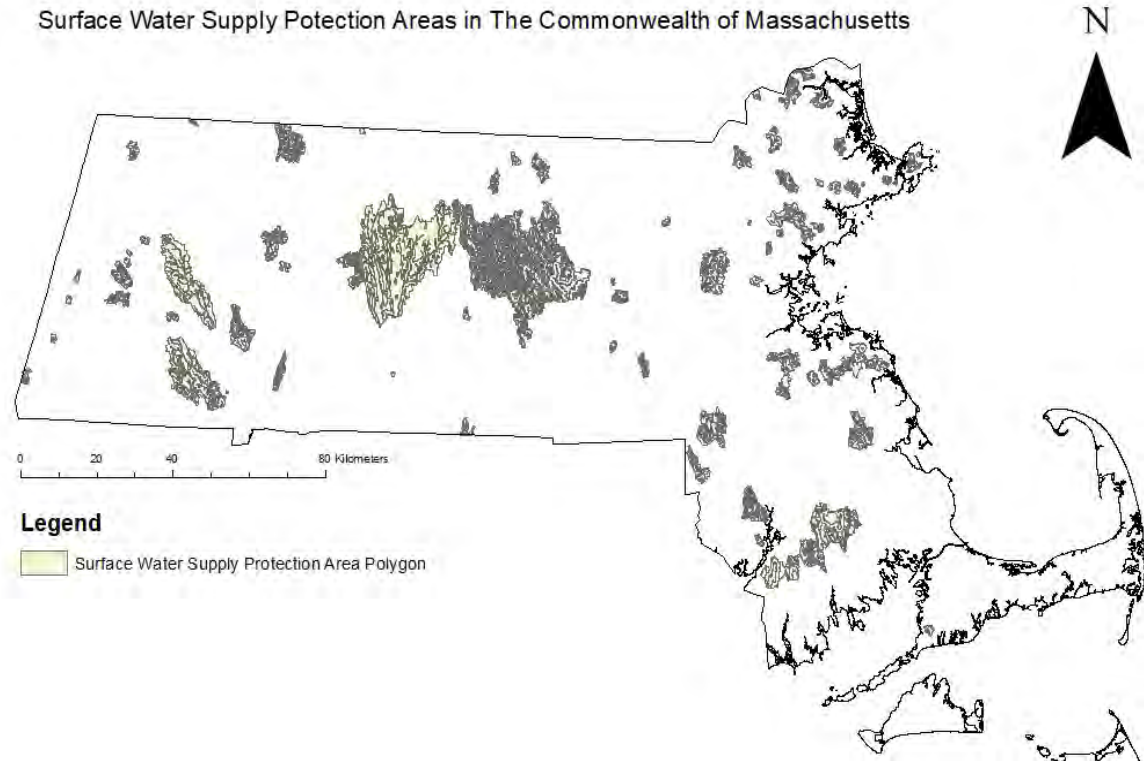 Surface Water Supply Potection Areas in The Commonwealth of Massachusetts
N
0 20 40 80 Kilometers
Legend
Surface Water Supply Protection Area Polygon